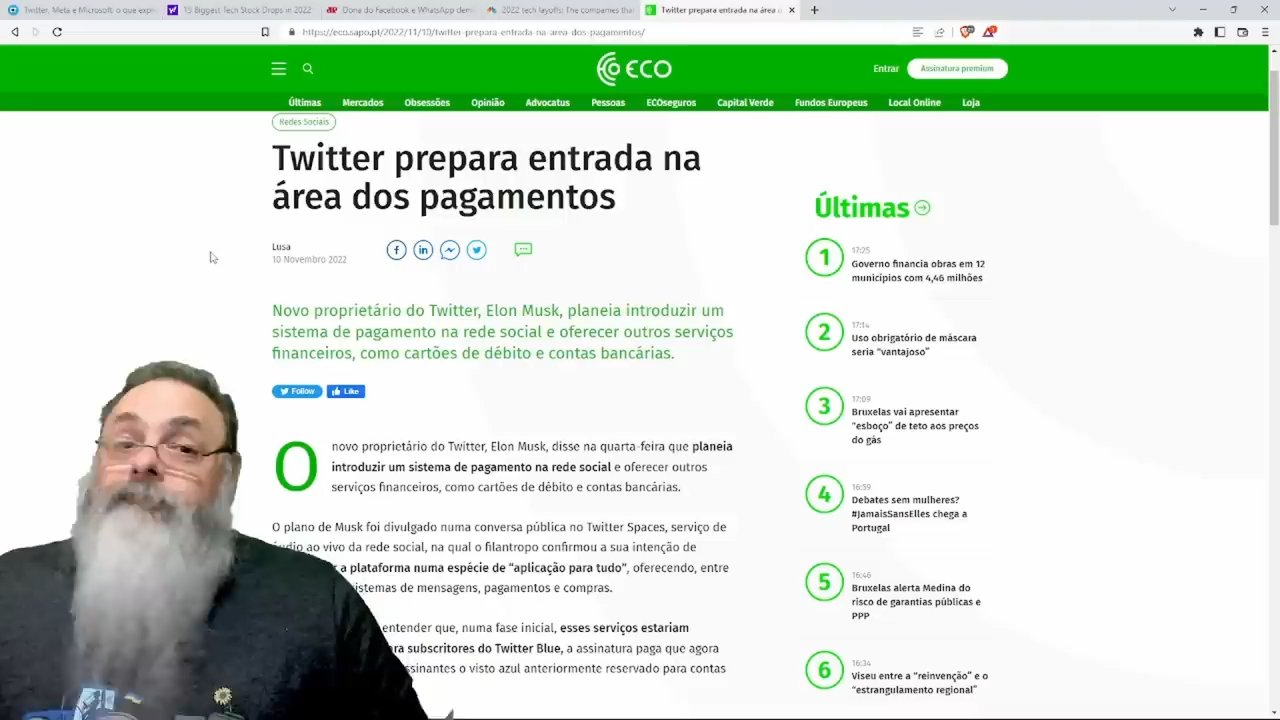 Twitter, Meta e Microsoft: o que expl
15 Biggest Tech Stock Drops in 2022
Dona do Facebook e WhatsApp dem
2022 tech layoffs: The companies that
Twitter prepara entrada na área d
https://eco.sapo.pt/2022/11/10/twitter-prepara-entrada-na-area-dos-pagamentos/
ECO
Entrar
Assinatura premium
Últimas Mercados Obsessões Opinião Advocatus Pessoas ECOseguros Capital Verde Fundos Europeus Local Online Loja
Redes Sociais
Twitter prepara entrada na
área dos pagamentos
Lusa
10 Novembro 2022
Novo proprietário do Twitter, Elon Musk, planeia introduzir um
sistema de pagamento na rede social e oferecer outros serviços
financeiros, como cartões de débito e contas bancárias.
Follow
Like
O novo proprietário do Twitter, Elon Musk, disse na quarta-feira que planeia
introduzir um sistema de pagamento na rede social e oferecer outros
serviços financeiros, como cartões de débito e contas bancárias.
O plano de Musk foi divulgado numa conversa pública no Twitter Spaces, serviço de
áudio ao vivo da rede social, na qual o filantropo confirmou a sua intenção de
a plataforma numa espécie de “aplicação para tudo”, oferecendo, entre
sistemas de mensagens, pagamentos e compras.
entender que, numa fase inicial, esses serviços estariam
subscritores do Twitter Blue, a assinatura paga que agora
o visto azul anteriormente reservado para contas
Últimas
1
17:25
Governo financia obras em 12
municípios com 4,46 milhões
2
17:14
Uso obrigatório de máscara
seria “vantajoso”
3
17:09
Bruxelas vai apresentar
“esboço” de teto aos preços
do gás
4
16:59
Debates sem mulheres?
#JamaisSansElles chega a
Portugal
5
16:46
Bruxelas alerta Medina do
risco de garantias públicas e
PPP
6
16:34
Viseu entre a “reinvenção” e o
“estrangulamento regional”